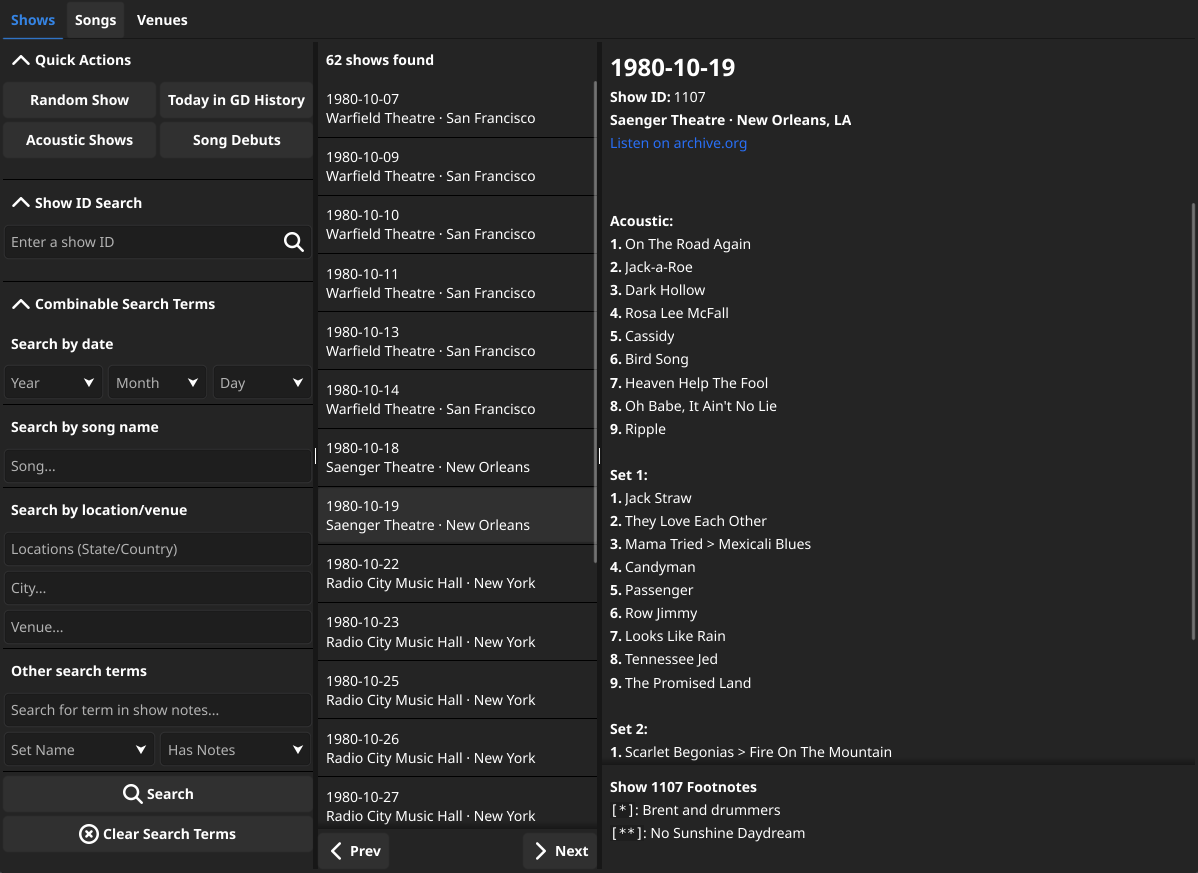 Shows Songs Venues
Quick Actions
Random Show Today in GD History
Acoustic Shows Song Debuts
Show ID Search
Enter a show ID
Combinable Search Terms
Search by date
Year Month Day
Search by song name
Song...
Search by location/venue
Locations (State/Country)
City...
Venue...
Other search terms
Search for term in show notes...
Set Name Has Notes
Search
Clear Search Terms
62 shows found
1980-10-07
Warfield Theatre · San Francisco
1980-10-09
Warfield Theatre · San Francisco
1980-10-10
Warfield Theatre · San Francisco
1980-10-11
Warfield Theatre · San Francisco
1980-10-13
Warfield Theatre · San Francisco
1980-10-14
Warfield Theatre · San Francisco
1980-10-18
Saenger Theatre · New Orleans
1980-10-19
Saenger Theatre · New Orleans
1980-10-22
Radio City Music Hall · New York
1980-10-23
Radio City Music Hall · New York
1980-10-25
Radio City Music Hall · New York
1980-10-26
Radio City Music Hall · New York
1980-10-27
Radio City Music Hall · New York
Prev Next
1980-10-19
Show ID: 1107
Saenger Theatre · New Orleans, LA
Listen on archive.org
Acoustic:
1. On The Road Again
2. Jack-a-Roe
3. Dark Hollow
4. Rosa Lee McFall
5. Cassidy
6. Bird Song
7. Heaven Help The Fool
8. Oh Babe, It Ain't No Lie
9. Ripple
Set 1:
1. Jack Straw
2. They Love Each Other
3. Mama Tried > Mexicali Blues
4. Candyman
5. Passenger
6. Row Jimmy
7. Looks Like Rain
8. Tennessee Jed
9. The Promised Land
Set 2:
1. Scarlet Begonias > Fire On The Mountain
Show 1107 Footnotes
[*]: Brent and drummers
[**]: No Sunshine Daydream